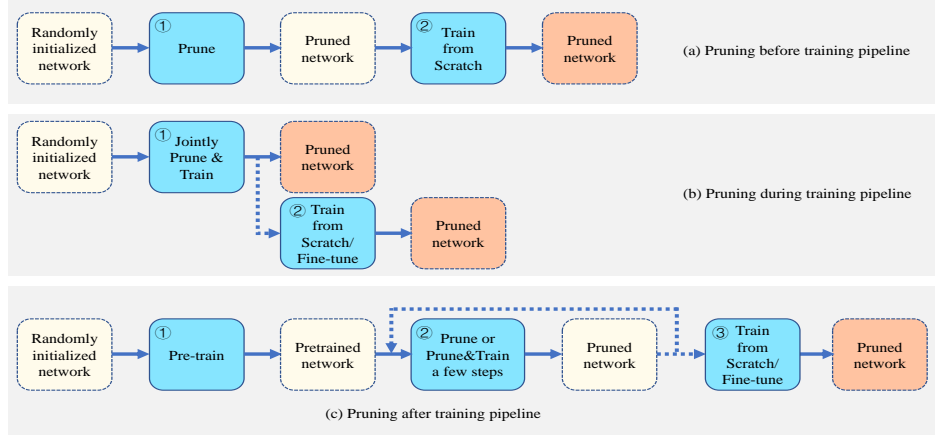 Randomly
initialized
network
①
Prune
Pruned
network
② Train
from
Scratch
Pruned
network
(a) Pruning before training pipeline
Randomly
initialized
network
① Jointly
Prune &
Train
Pruned
network
② Train
from
Scratch/
Fine-tune
Pruned
network
(b) Pruning during training pipeline
Randomly
initialized
network
①
Pre-train
Pretrained
network
② Prune or
Prune&Train
a few steps
Pruned
network
③ Train
from
Scratch/
Fine-tune
Pruned
network
(c) Pruning after training pipeline